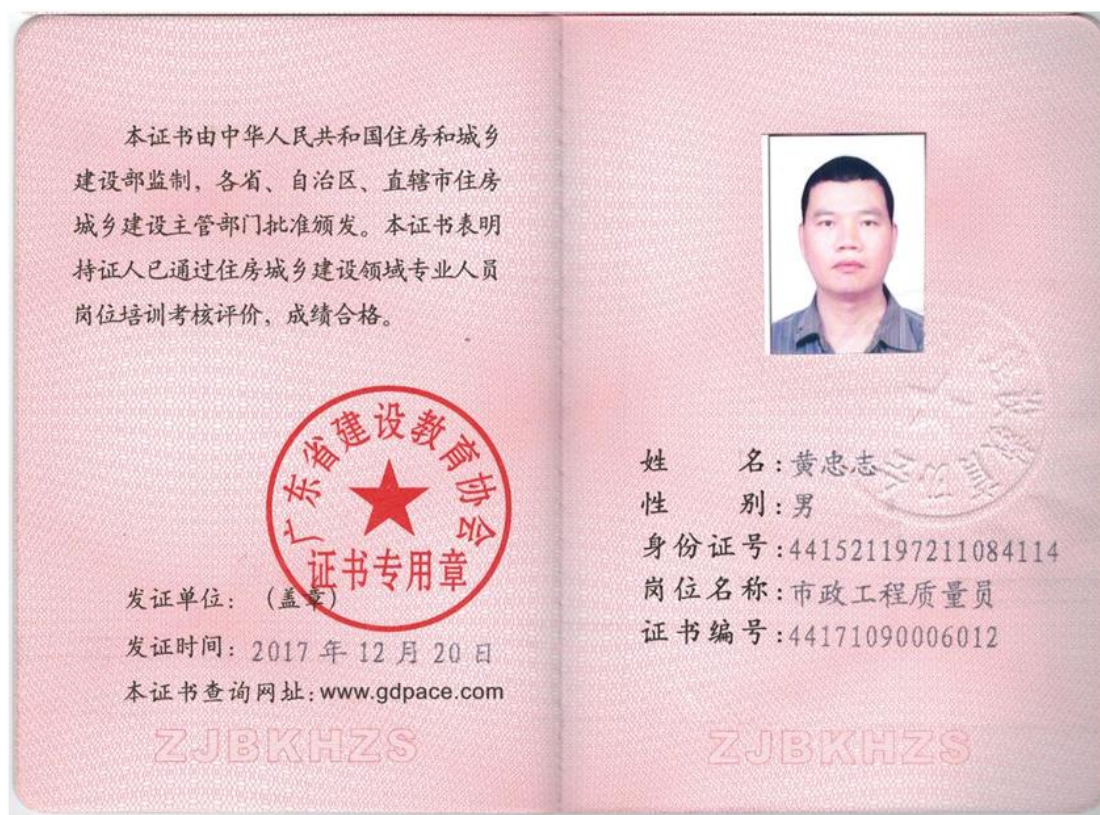 本证书由中华人民共和国住房和城乡
建设部监制，各省、自治区、直辖市住房
城乡建设主管部门批准颁发。本证书表明
持证人已通过住房城乡建设领域专业人员
岗位培训考核评价，成绩合格。
广东省建设教育协会
证书专用章
发证单位：（盖章）
发证时间：2017 年 12 月 20 日
本证书查询网址：www.gdpace.com
ZJBKHZS
姓 名：黄忠志
性 别：男
身份证号：441521197211084114
岗位名称：市政工程质量员
证书编号：44171090006012
ZJBKHZS